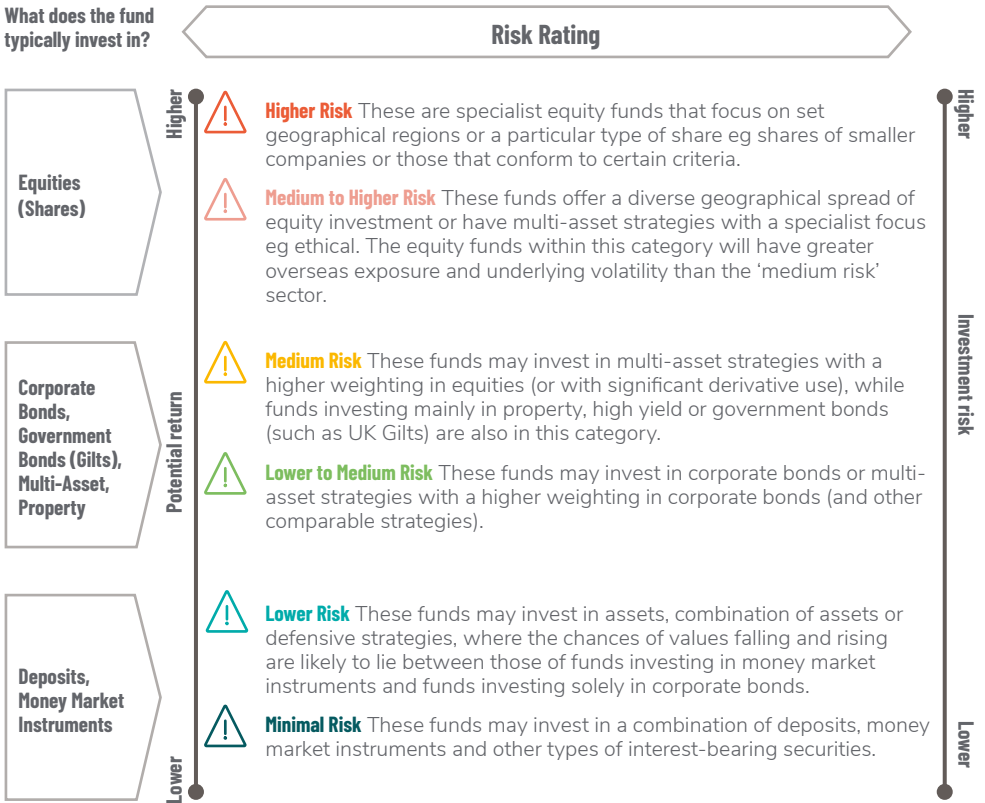 What does the fund
typically invest in?
Risk Rating
Equities
(Shares)
Higher
Higher Risk These are specialist equity funds that focus on set
geographical regions or a particular type of share eg shares of smaller
companies or those that conform to certain criteria.
Medium to Higher Risk These funds offer a diverse geographical spread of
equity investment or have multi-asset strategies with a specialist focus
eg ethical. The equity funds within this category will have greater
overseas exposure and underlying volatility than the ‘medium risk’
sector.
Higher
Corporate
Bonds,
Government
Bonds (Gilts),
Multi-Asset,
Property
Potential return
Medium Risk These funds may invest in multi-asset strategies with a
higher weighting in equities (or with significant derivative use), while
funds investing mainly in property, high yield or government bonds
(such as UK Gilts) are also in this category.
Lower to Medium Risk These funds may invest in corporate bonds or multi-
asset strategies with a higher weighting in corporate bonds (and other
comparable strategies).
Investment risk
Deposits,
Money Market
Instruments
Lower
Lower Risk These funds may invest in assets, combination of assets or
defensive strategies, where the chances of values falling and rising
are likely to lie between those of funds investing in money market
instruments and funds investing solely in corporate bonds.
Minimal Risk These funds may invest in a combination of deposits, money
market instruments and other types of interest-bearing securities.
Lower